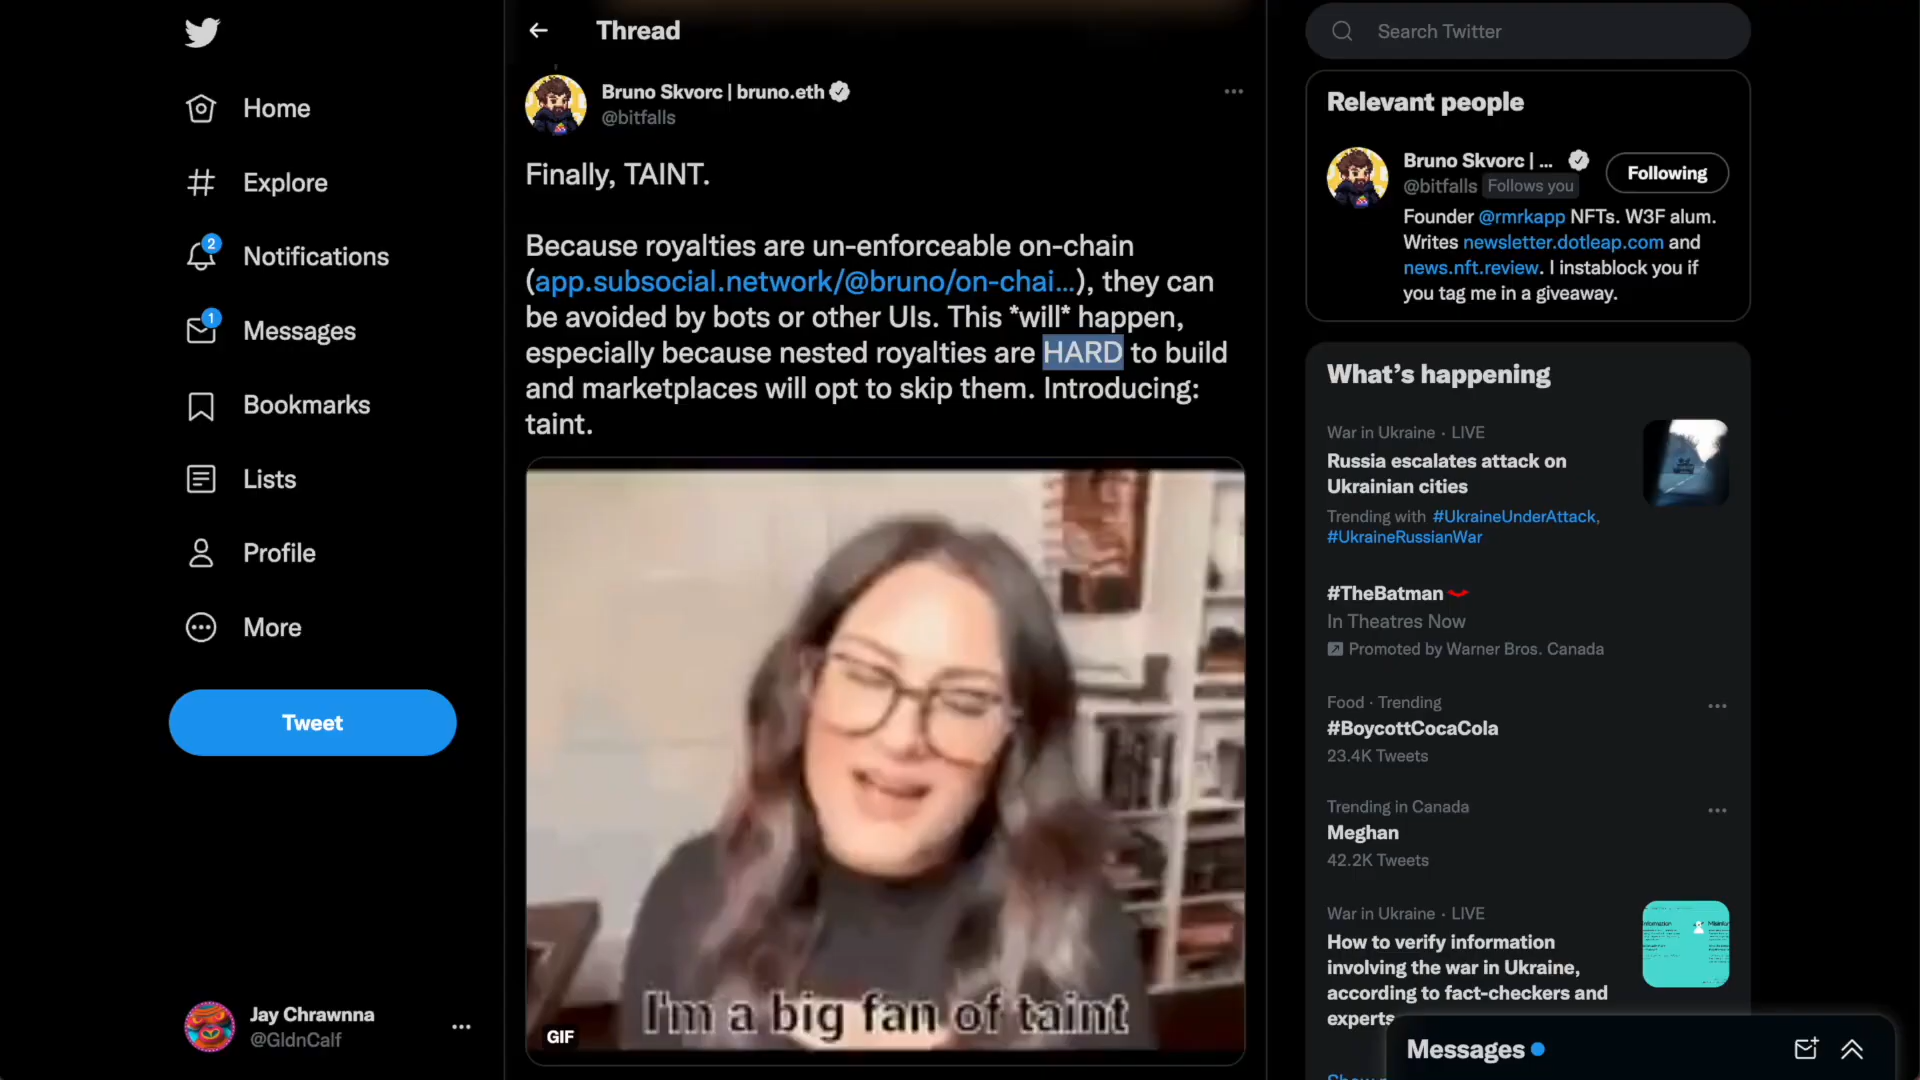 Home
Explore
2
Notifications
1
Messages
Bookmarks
Lists
Profile
More
Tweet
Jay Chrawnna
@GldnCalf
Thread
Bruno Skvorc | bruno.eth
@bitfalls
Finally, TAINT.
Because royalties are un-enforceable on-chain
(app.subsocial.network/@bruno/on-chai...), they can
be avoided by bots or other UIs. This *will* happen,
especially because nested royalties are HARD to build
and marketplaces will opt to skip them. Introducing:
taint.
I'm a big fan of taint
GIF
Search Twitter
Relevant people
Bruno Skvorc | ...
@bitfalls Follows you
Following
Founder @rmrkapp NFTs. W3F alum.
Writes newsletter.dotleap.com and
news.nft.review. I instablock you if
you tag me in a giveaway.
What's happening
War in Ukraine · LIVE
Russia escalates attack on
Ukrainian cities
Trending with #UkraineUnderAttack,
#UkraineRussianWar
#TheBatman
In Theatres Now
Promoted by Warner Bros. Canada
Food · Trending
#BoycottCocaCola
23.4K Tweets
Trending in Canada
Meghan
42.2K Tweets
War in Ukraine · LIVE
How to verify information
involving the war in Ukraine,
according to fact-checkers and
experts
Messages